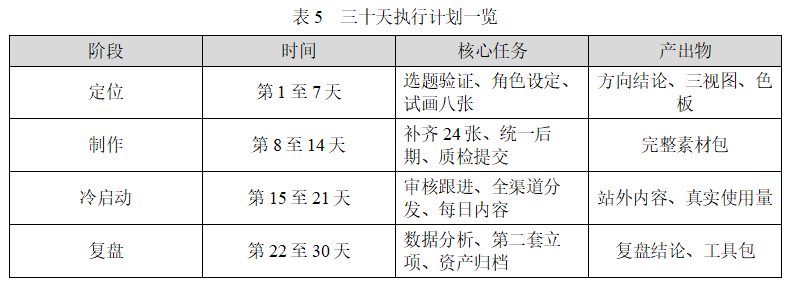 表 5 三十天执行计划一览
阶段 时间 核心任务 产出物
定位 第 1 至 7 天 选题验证、角色设定、试画八张 方向结论、三视图、色板
制作 第 8 至 14 天 补齐 24 张、统一后期、质检提交 完整素材包
冷启动 第 15 至 21 天 审核跟进、全渠道分发、每日内容 站外内容、真实使用量
复盘 第 22 至 30 天 数据分析、第二套立项、资产归档 复盘结论、工具包